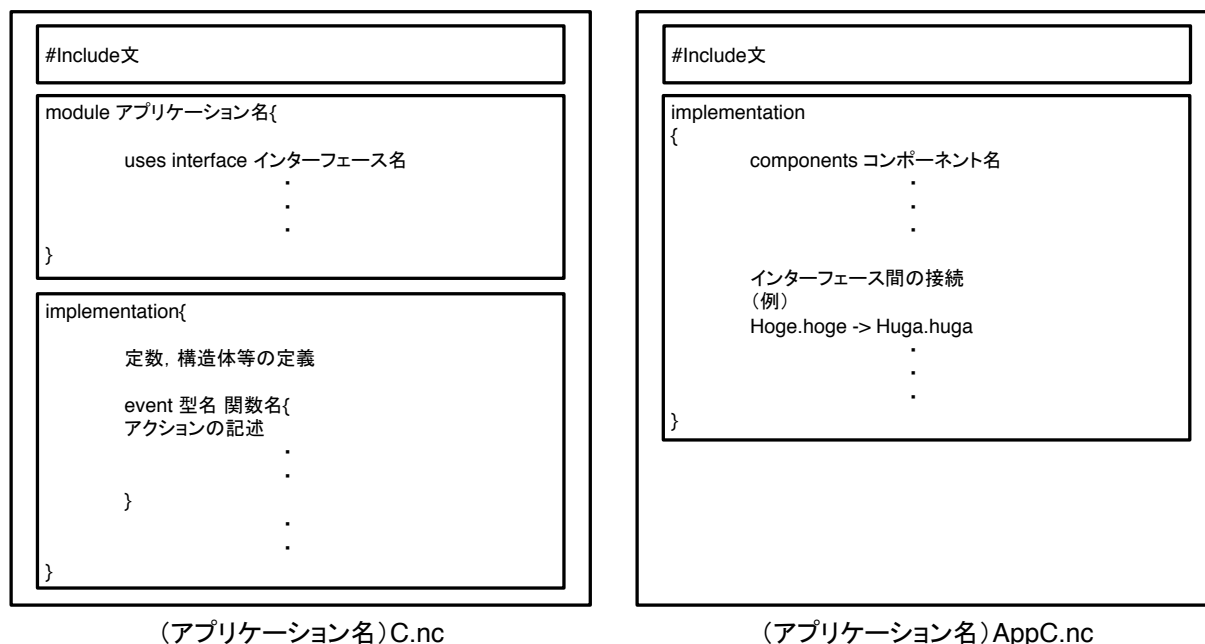 #Include文
module アプリケーション名{
uses interface インターフェース名
・
・
・
}
implementation{
定数，構造体等の定義
event 型名 関数名{
アクションの記述
・
・
}
・
・
}
（アプリケーション名）C.nc
#Include文
implementation
{
components コンポーネント名
・
・
・
インターフェース間の接続
（例）
Hoge.hoge -> Huga.huga
・
・
・
}
（アプリケーション名）AppC.nc